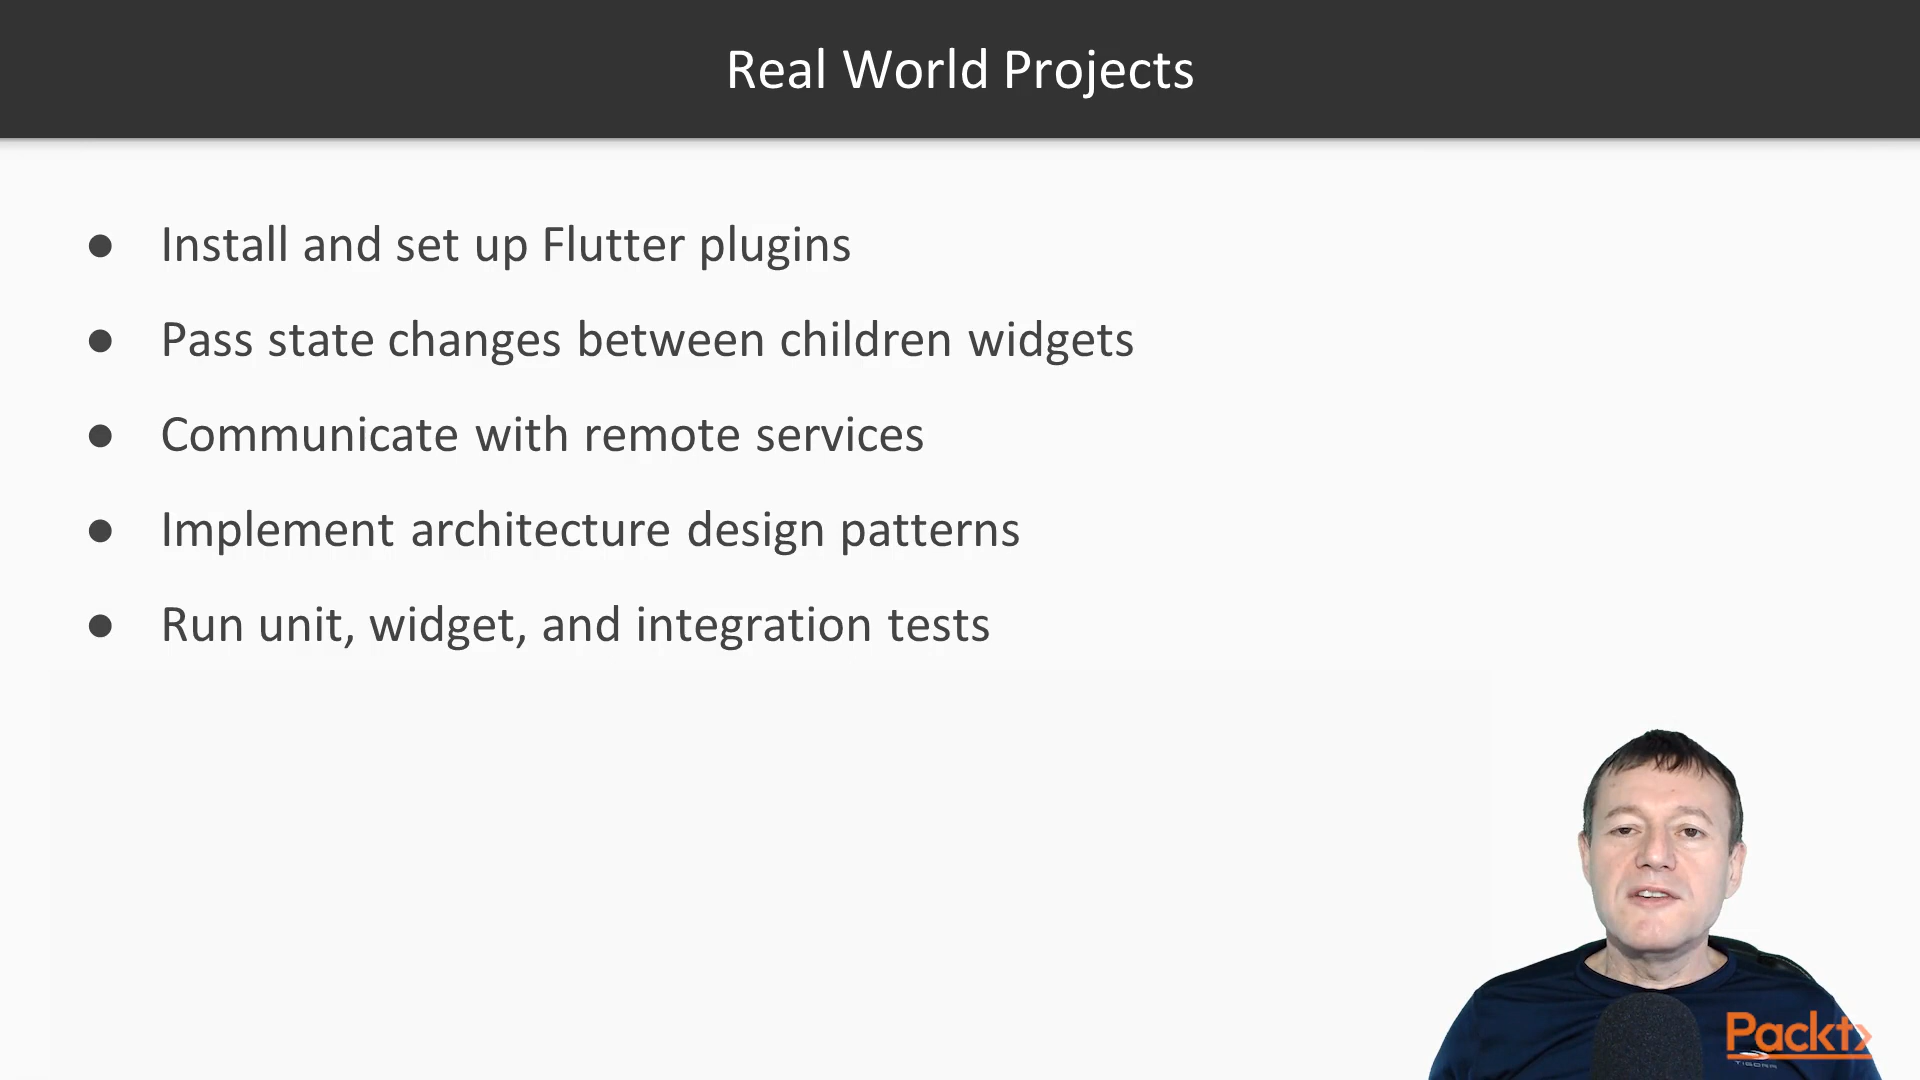 Real World Projects
● Install and set up Flutter plugins
● Pass state changes between children widgets
● Communicate with remote services
● Implement architecture design patterns
● Run unit, widget, and integration tests
Packt>